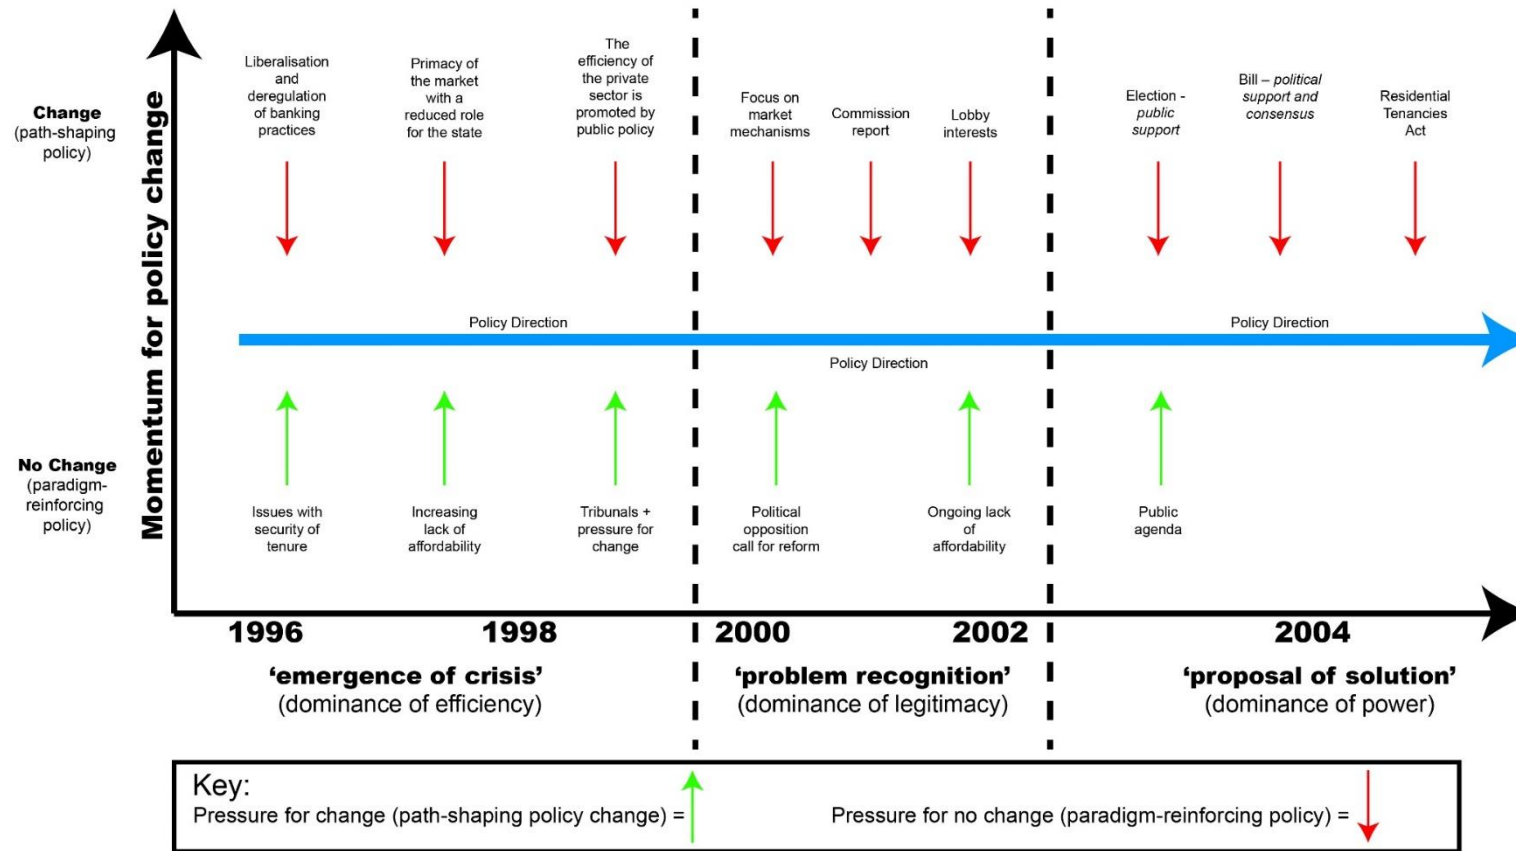 Momentum for policy change
Change
(path-shaping
policy)
No Change
(paradigm-
reinforcing
policy)
Liberalisation
and
deregulation
of banking
practices
Primacy of
the market
with a
reduced role
for the state
The
efficiency of
the private
sector is
promoted by
public policy
Focus on
market
mechanisms
Commission
report
Lobby
interests
Election -
public
support
Bill – political
support and
consensus
Residential
Tenancies
Act
Policy Direction
Policy Direction
Policy Direction
Issues with
security of
tenure
Increasing
lack of
affordability
Tribunals +
pressure for
change
Political
opposition
call for reform
Ongoing lack
of
affordability
Public
agenda
1996
1998
2000
2002
2004
‘emergence of crisis’
(dominance of efficiency)
‘problem recognition’
(dominance of legitimacy)
‘proposal of solution’
(dominance of power)
Key:
Pressure for change (path-shaping policy change) =
Pressure for no change (paradigm-reinforcing policy) =